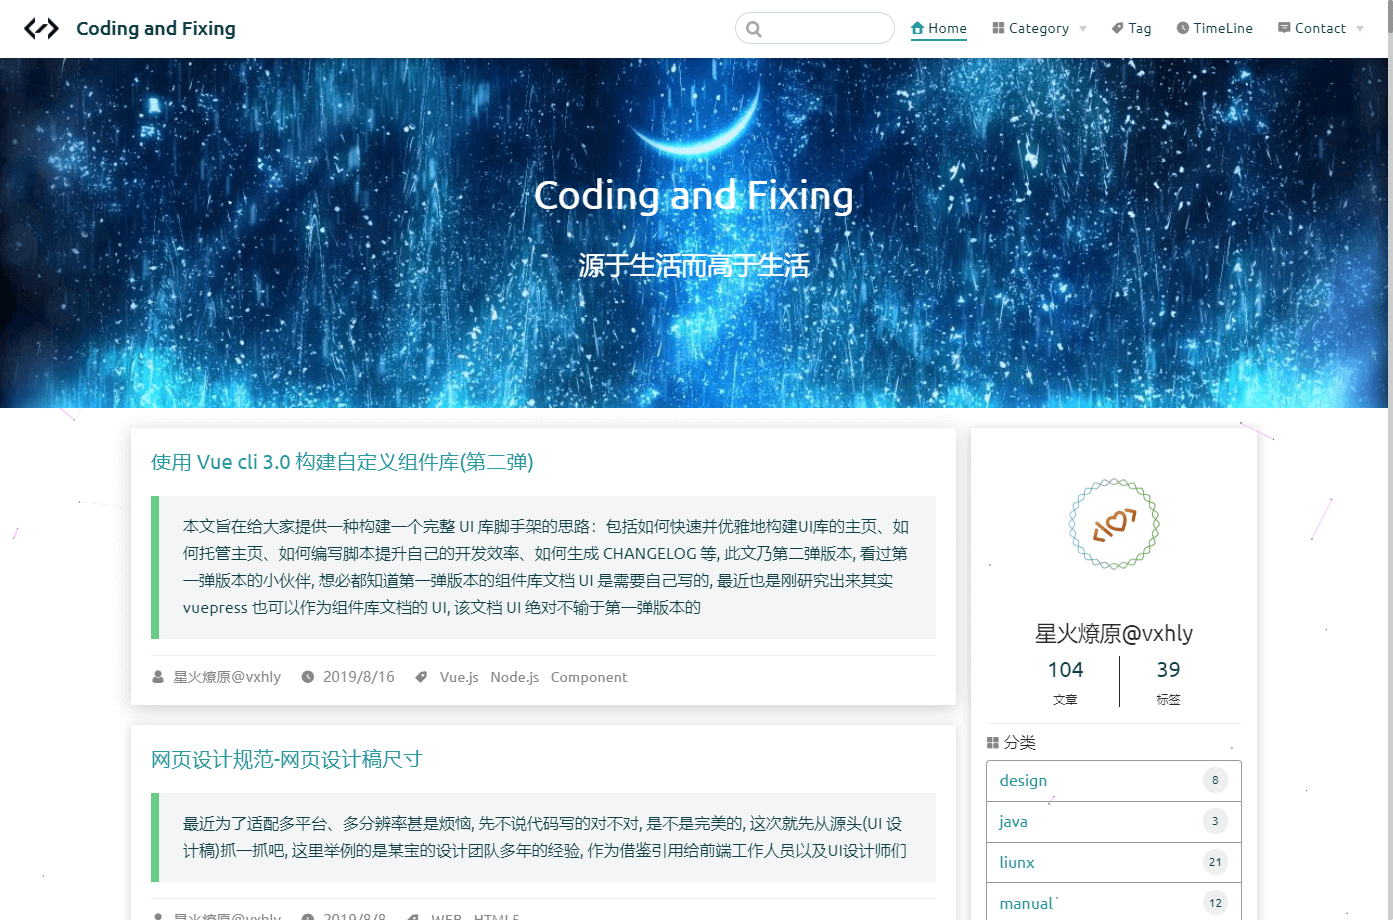 Coding and Fixing
Home Category Tag TimeLine Contact
Coding and Fixing
源于生活而高于生活
使用 Vue cli 3.0 构建自定义组件库(第二弹)
本文旨在给大家提供一种构建一个完整 UI 库脚手架的思路：包括如何快速并优雅地构建UI库的主页、如
何托管主页、如何编写脚本提升自己的开发效率、如何生成 CHANGELOG 等, 此文乃第二弹版本, 看过第
一弹版本的小伙伴, 想必都知道第一弹版本的组件库文档 UI 是需要自己写的, 最近也是刚研究出来其实
vuepress 也可以作为组件库文档的 UI, 该文档 UI 绝对不输于第一弹版本的
星火燎原@vxhly 2019/8/16 Vue.js Node.js Component
网页设计规范-网页设计稿尺寸
最近为了适配多平台、多分辨率甚是烦恼, 先不说代码写的对不对, 是不是完美的, 这次就先从源头(UI 设
计稿)抓一抓吧, 这里举例的是某宝的设计团队多年的经验, 作为借鉴引用给前端工作人员以及UI设计师们
星火燎原@vxhly 2019/8/8 WEB HTML5
星火燎原@vxhly
104 39
文章 标签
分类
design 8
java 3
liunx 21
manual 12